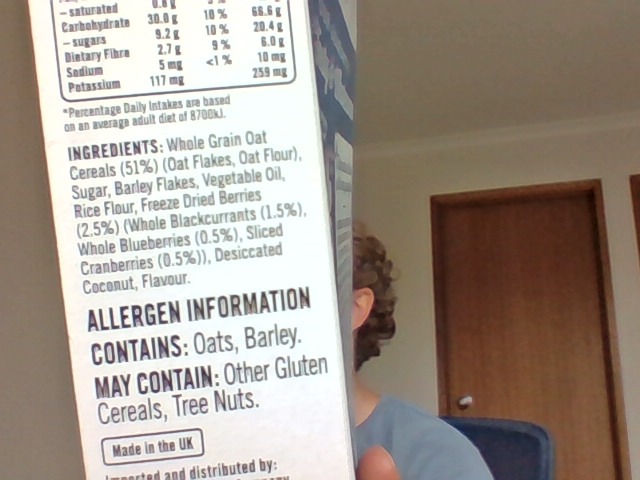 – saturated 0.8 g
Carbohydrate 30.0 g 10 % 66.6 g
– sugars 9.2 g 10 % 20.4 g
Dietary Fibre 2.7 g 9 % 6.0 g
Sodium 5 mg <1 % 10 mg
Potassium 117 mg 259 mg
*Percentage Daily Intakes are based
on an average adult diet of 8700kJ.
INGREDIENTS: Whole Grain Oat
Cereals (51%) (Oat Flakes, Oat Flour),
Sugar, Barley Flakes, Vegetable Oil,
Rice Flour, Freeze Dried Berries
(2.5%) (Whole Blackcurrants (1.5%),
Whole Blueberries (0.5%), Sliced
Cranberries (0.5%)), Desiccated
Coconut, Flavour.
ALLERGEN INFORMATION
CONTAINS: Oats, Barley.
MAY CONTAIN: Other Gluten
Cereals, Tree Nuts.
Made in the UK
Imported and distributed by: